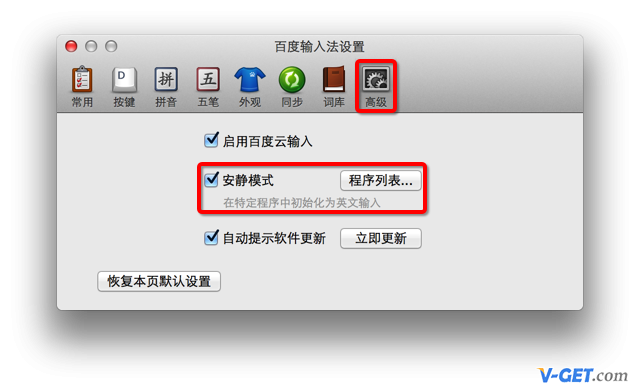 百度输入法设置
D
拼
五
常用 按键 拼音 五笔 外观 同步 词库 高级
启用百度云输入
安静模式 程序列表...
在特定程序中初始化为英文输入
自动提示软件更新 立即更新
恢复本页默认设置
V-GET.com